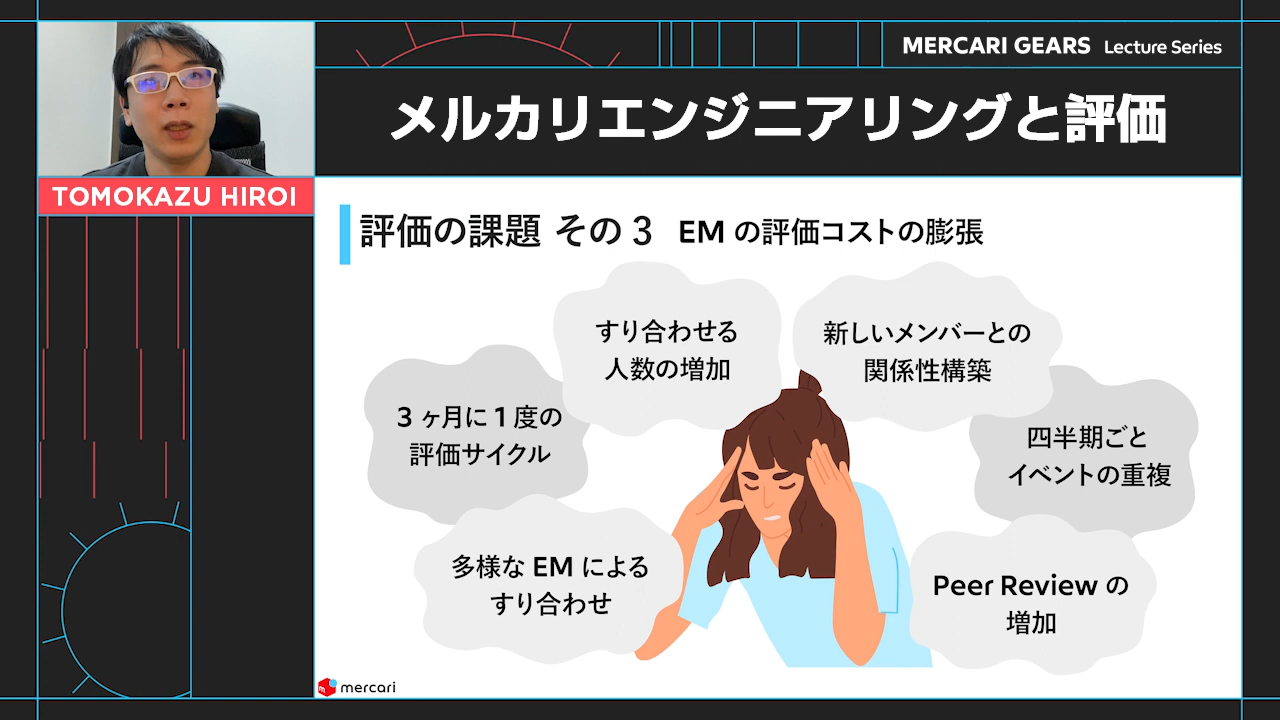 MERCARI GEARS Lecture Series
メルカリエンジニアリングと評価
TOMOKAZU HIROI
評価の課題 その 3 EM の評価コストの膨張
すり合わせる
人数の増加
新しいメンバーとの
関係性構築
3 ヶ月に 1 度の
評価サイクル
四半期ごと
イベントの重複
多様な EM による
すり合わせ
Peer Review の
増加
mercari